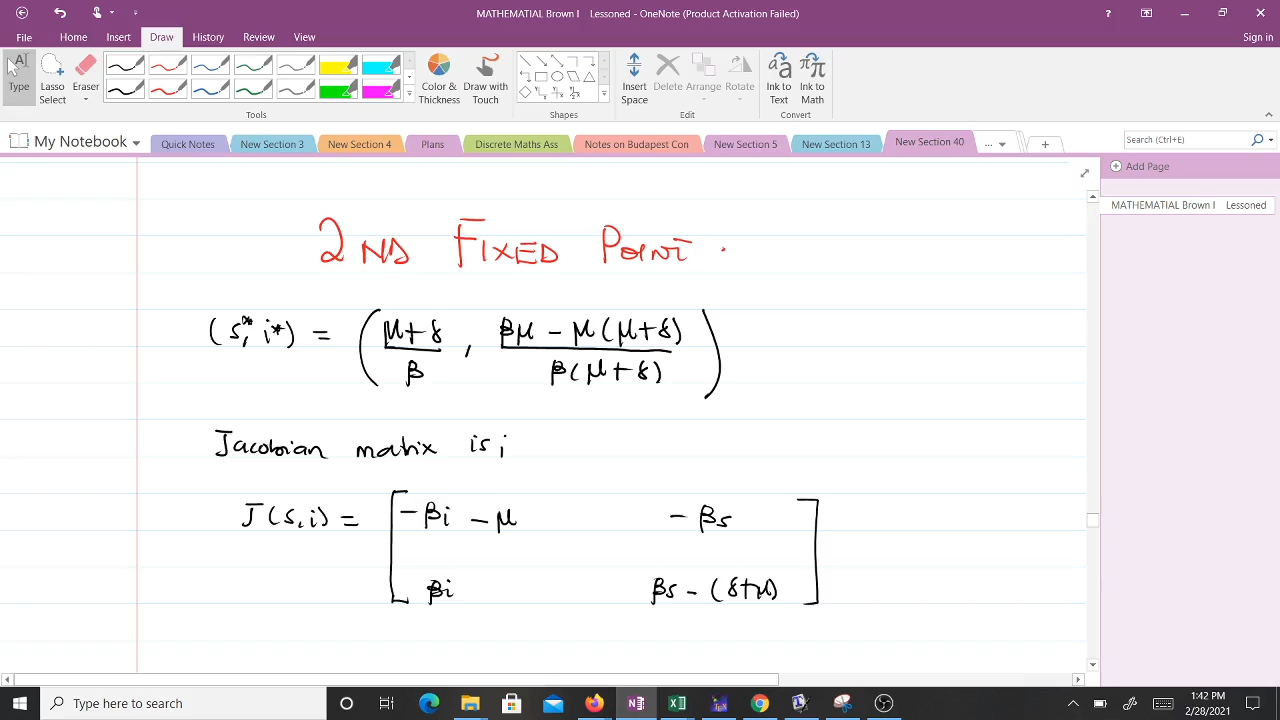 MATHEMATIAL Brown I    Lessoned - OneNote (Product Activation Failed)
File Home Insert Draw History Review View Sign in
Type Lasso Select Eraser Color & Thickness Draw with Touch Insert Space Delete Arrange Rotate Ink to Text Ink to Math
Tools Shapes Edit Convert
My Notebook Quick Notes New Section 3 New Section 4 Plans Discrete Maths Ass Notes on Budapest Con New Section 5 New Section 13 New Section 40 ... Search (Ctrl+E)
Add Page
MATHEMATIAL Brown I    Lessoned
2ND FIXED POINT.
(s*, i*) = ( (μ+γ)/β , (βμ - μ(μ+γ))/(β(μ+γ)) )
Jacobian matrix is ;
J(s,i) = [ -βi - μ    -βs
βi    βs - (γ+μ) ]
Type here to search
1:42 PM
2/28/2021